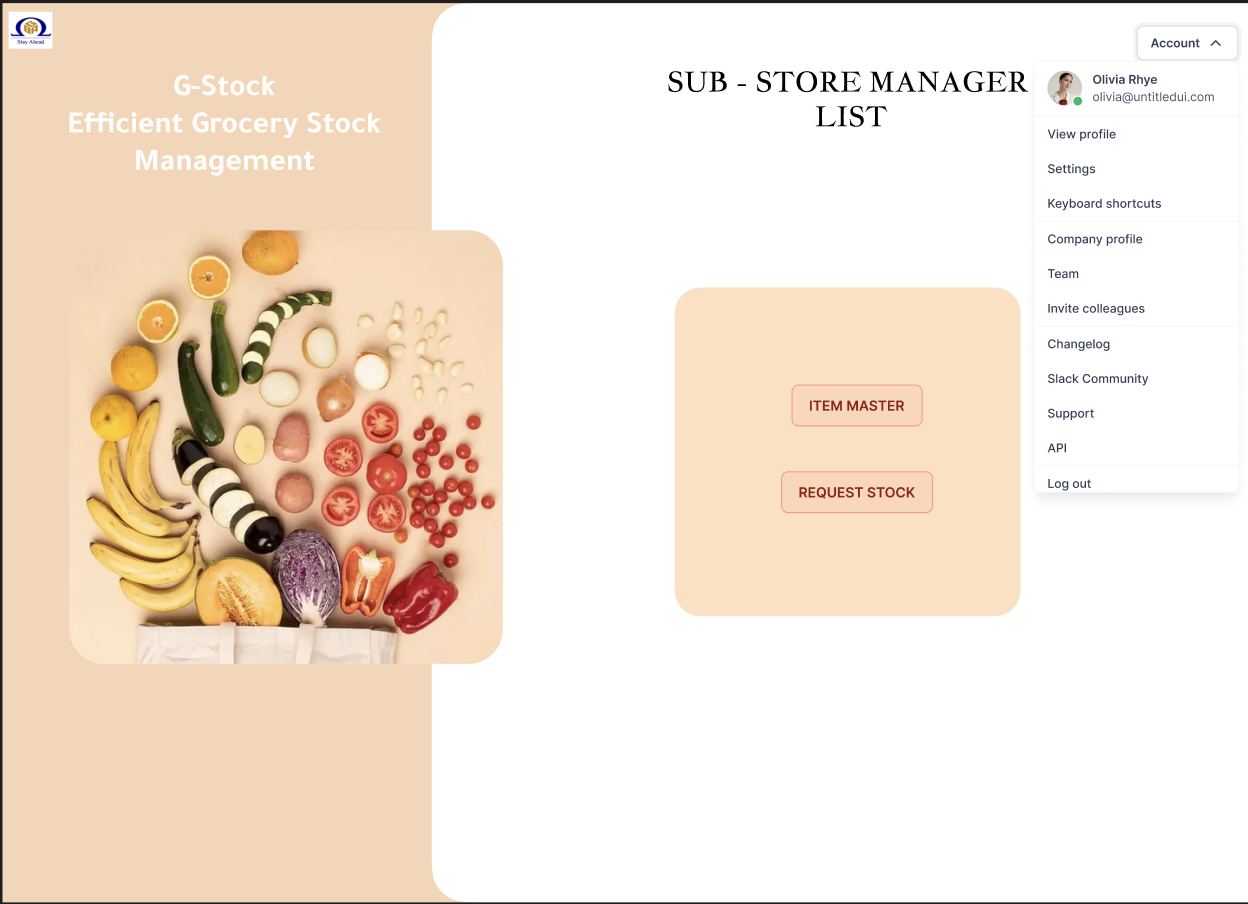 Stay Ahead
G-Stock
Efficient Grocery Stock
Management
SUB - STORE MANAGER
LIST
ITEM MASTER
REQUEST STOCK
Account
Olivia Rhye
olivia@untitledui.com
View profile
Settings
Keyboard shortcuts
Company profile
Team
Invite colleagues
Changelog
Slack Community
Support
API
Log out